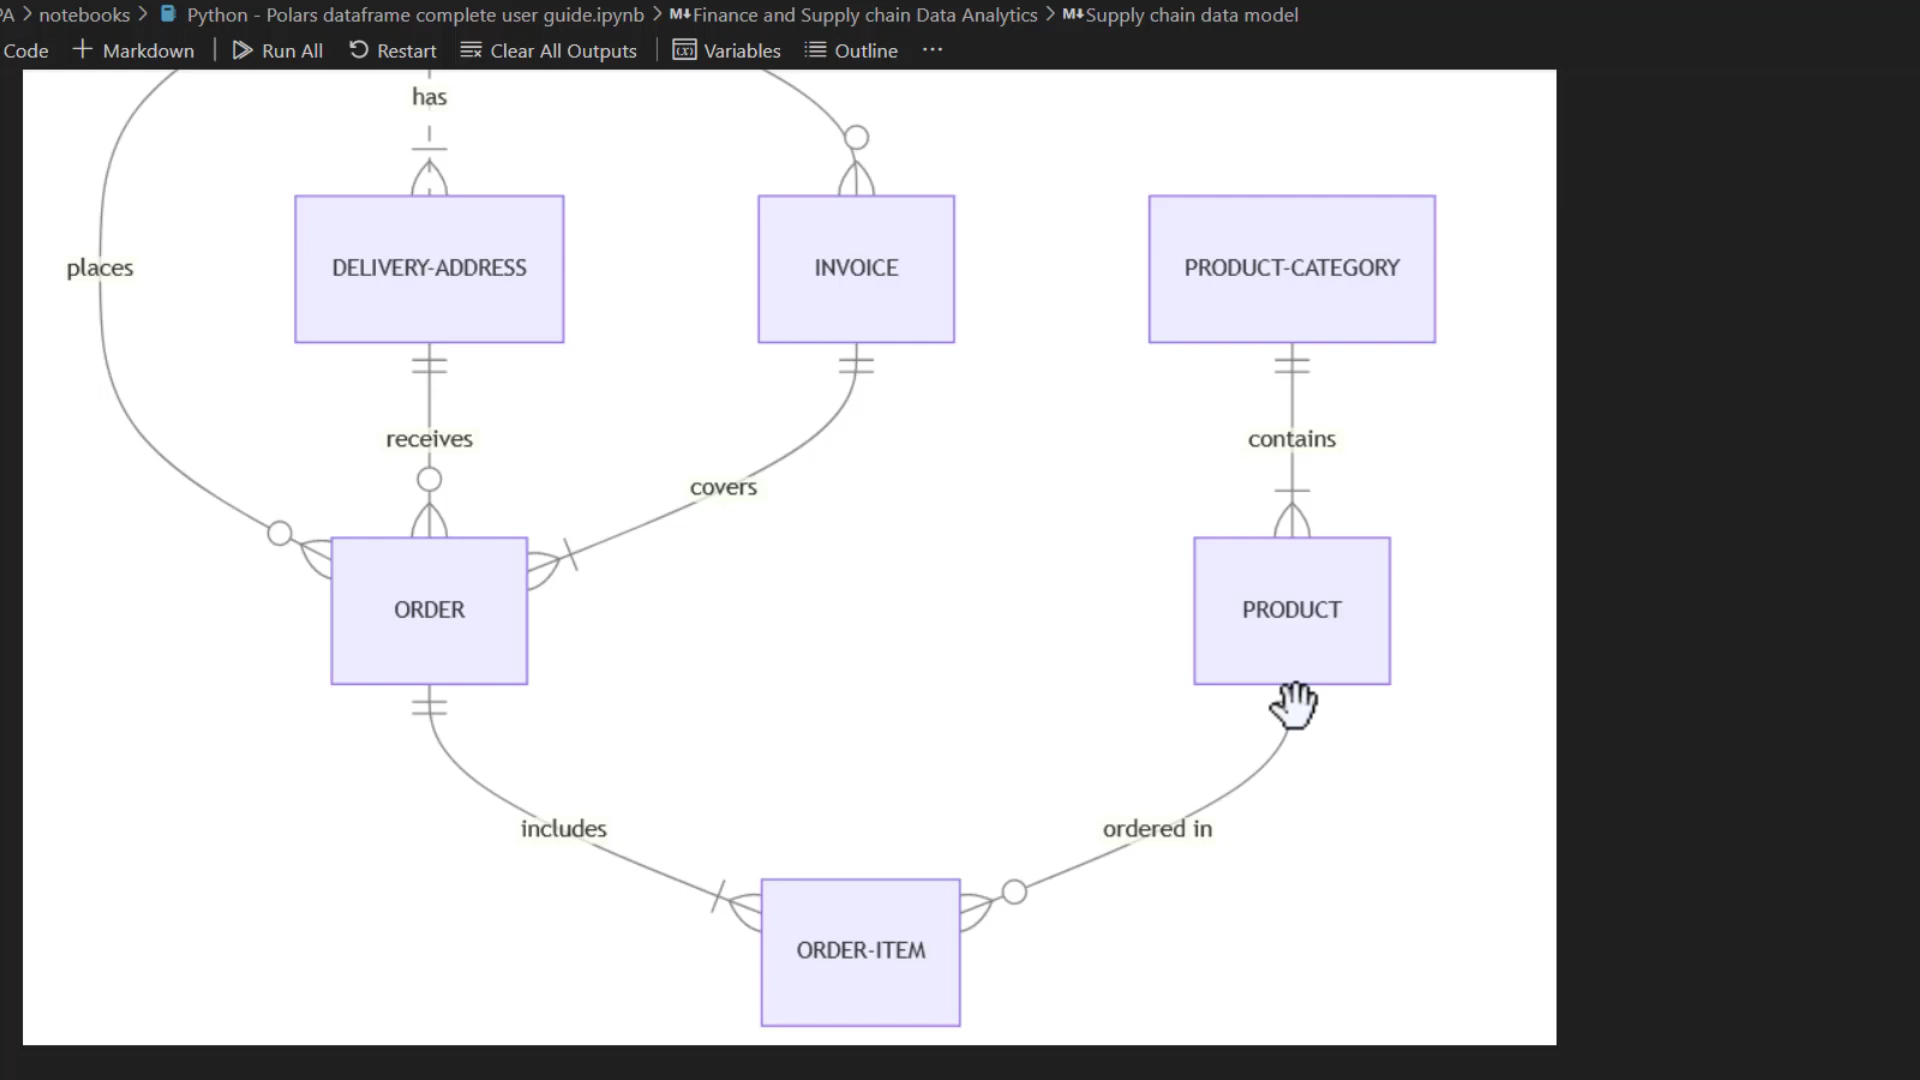 PA > notebooks > Python - Polars dataframe complete user guide.ipynb > M↓Finance and Supply chain Data Analytics > M↓Supply chain data model
Code + Markdown | Run All Restart Clear All Outputs | Variables Outline ...
has
places
DELIVERY-ADDRESS
INVOICE
PRODUCT-CATEGORY
receives
contains
covers
ORDER
PRODUCT
includes
ordered in
ORDER-ITEM